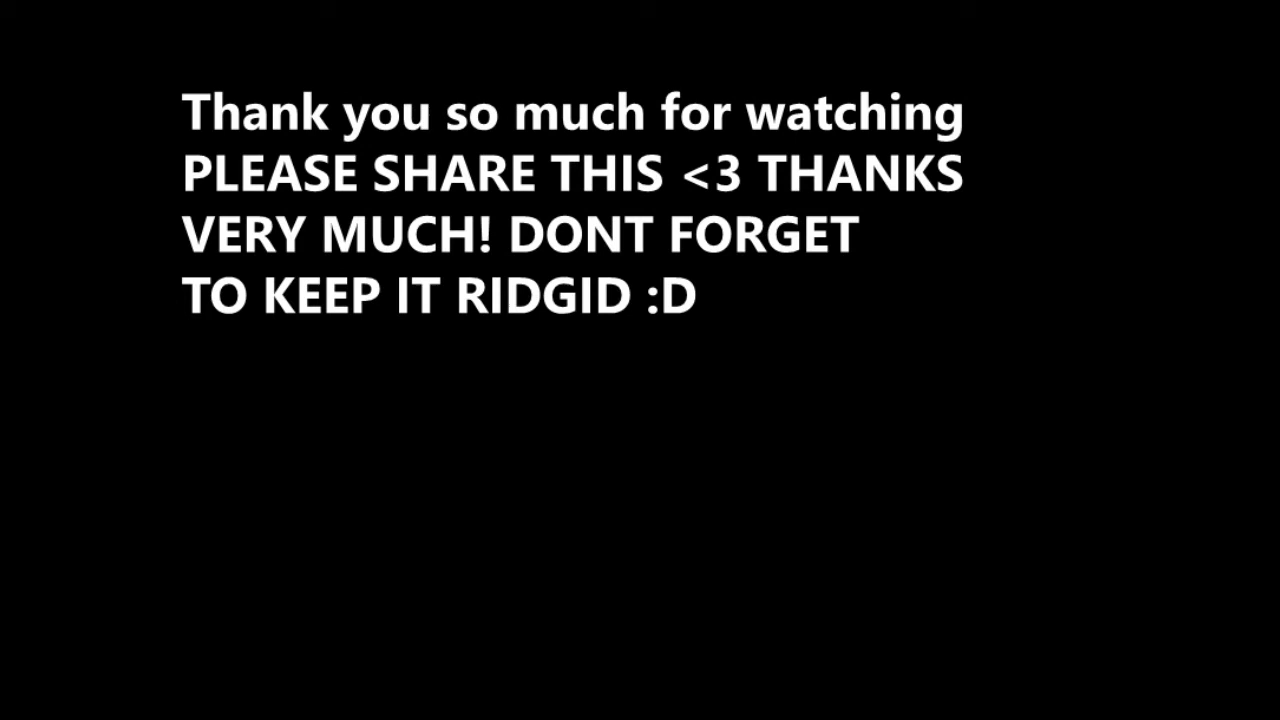 Thank you so much for watching
PLEASE SHARE THIS <3 THANKS
VERY MUCH! DONT FORGET
TO KEEP IT RIDGID :D